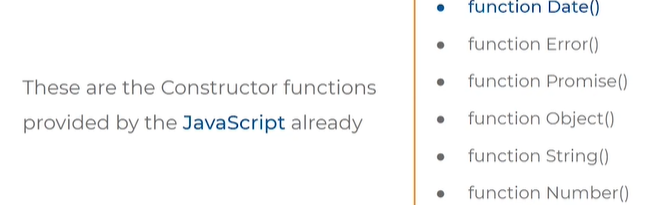 These are the Constructor functions
provided by the JavaScript already
function Date()
function Error()
function Promise()
function Object()
function String()
function Number()